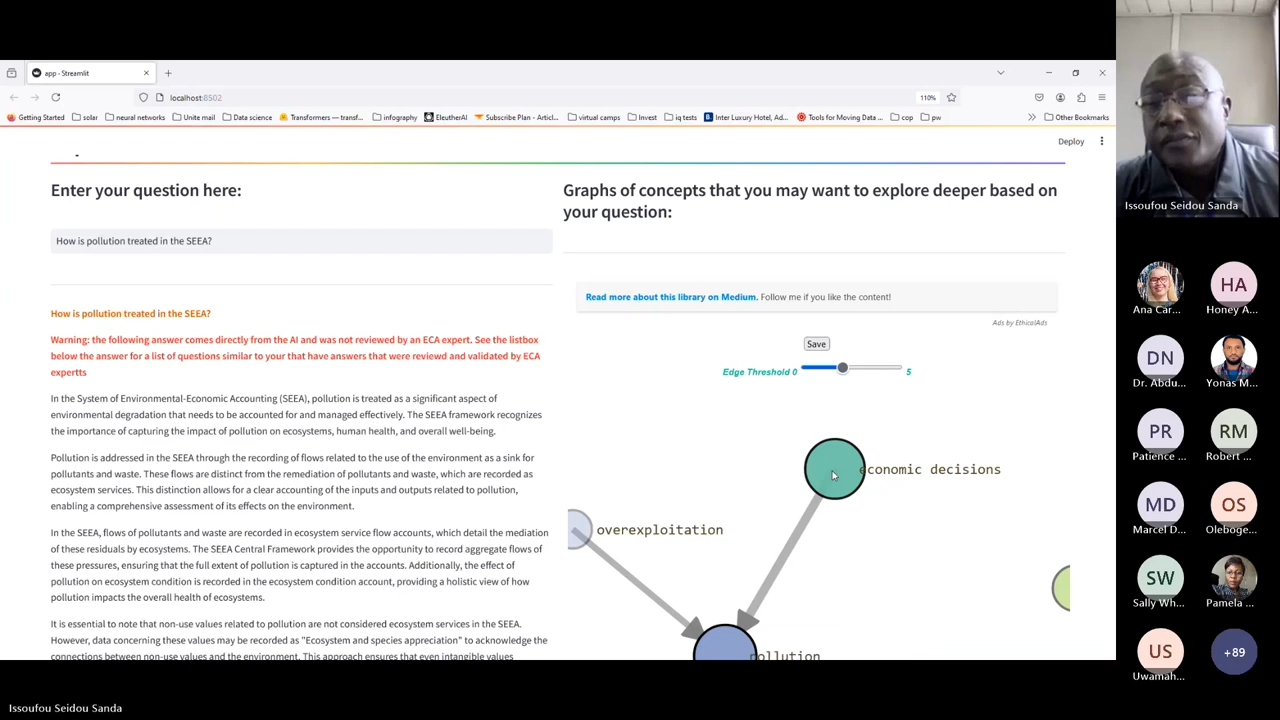 app - Streamlit
localhost:8502
110%
Getting Started
solar
neural networks
Unite mail
Data science
Transformers — transf...
infography
EleutherAI
Subscribe Plan - Articl...
virtual camps
Invest
iq tests
Inter Luxury Hotel, Ad...
Tools for Moving Data ...
cop
pw
Other Bookmarks
Deploy
Enter your question here:
How is pollution treated in the SEEA?
How is pollution treated in the SEEA?
Warning: the following answer comes directly from the AI and was not reviewed by an ECA expert. See the listbox
below the answer for a list of questions similar to your that have answers that were reviewd and validated by ECA
expertts
In the System of Environmental-Economic Accounting (SEEA), pollution is treated as a significant aspect of
environmental degradation that needs to be accounted for and managed effectively. The SEEA framework recognizes
the importance of capturing the impact of pollution on ecosystems, human health, and overall well-being.
Pollution is addressed in the SEEA through the recording of flows related to the use of the environment as a sink for
pollutants and waste. These flows are distinct from the remediation of pollutants and waste, which are recorded as
ecosystem services. This distinction allows for a clear accounting of the inputs and outputs related to pollution,
enabling a comprehensive assessment of its effects on the environment.
In the SEEA, flows of pollutants and waste are recorded in ecosystem service flow accounts, which detail the mediation
of these residuals by ecosystems. The SEEA Central Framework provides the opportunity to record aggregate flows of
these pressures, ensuring that the full extent of pollution is captured in the accounts. Additionally, the effect of
pollution on ecosystem condition is recorded in the ecosystem condition account, providing a holistic view of how
pollution impacts the overall health of ecosystems.
It is essential to note that non-use values related to pollution are not considered ecosystem services in the SEEA.
However, data concerning these values may be recorded as "Ecosystem and species appreciation" to acknowledge the
connections between non-use values and the environment. This approach ensures that even intangible values
Graphs of concepts that you may want to explore deeper based on
your question:
Read more about this library on Medium. Follow me if you like the content!
Ads by EthicalAds
Save
Edge Threshold 0
5
economic decisions
overexploitation
pollution
Issoufou Seidou Sanda
Ana Car...
HA
Honey A...
DN
Dr. Abdu...
Yonas M...
PR
Patience ...
RM
Robert ...
MD
Marcel D...
OS
Oleboge...
SW
Sally Wh...
Pamela ...
US
Uwamah...
+89
Issoufou Seidou Sanda